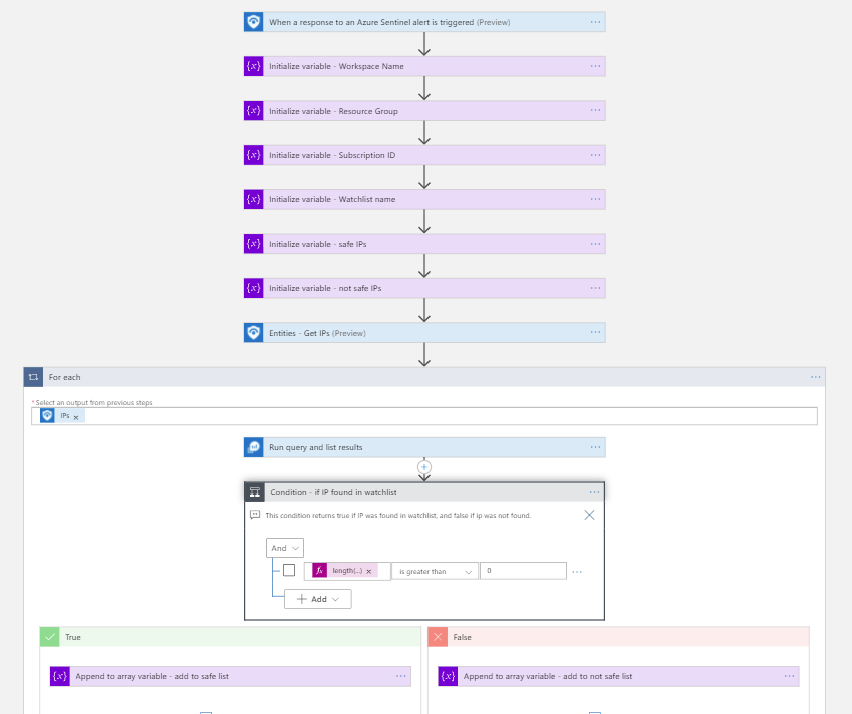 When a response to an Azure Sentinel alert is triggered (Preview)
{x} Initialize variable - Workspace Name
{x} Initialize variable - Resource Group
{x} Initialize variable - Subscription ID
{x} Initialize variable - Watchlist name
{x} Initialize variable - safe IPs
{x} Initialize variable - not safe IPs
Entities - Get IPs (Preview)
For each
* Select an output from previous steps
IPs x
Run query and list results
Condition - if IP found in watchlist
This condition returns true if IP was found in watchllist, and false if ip was not found.
And
fx length(...) x is greater than 0
+ Add
True
False
{x} Append to array variable - add to safe list
{x} Append to array variable - add to not safe list